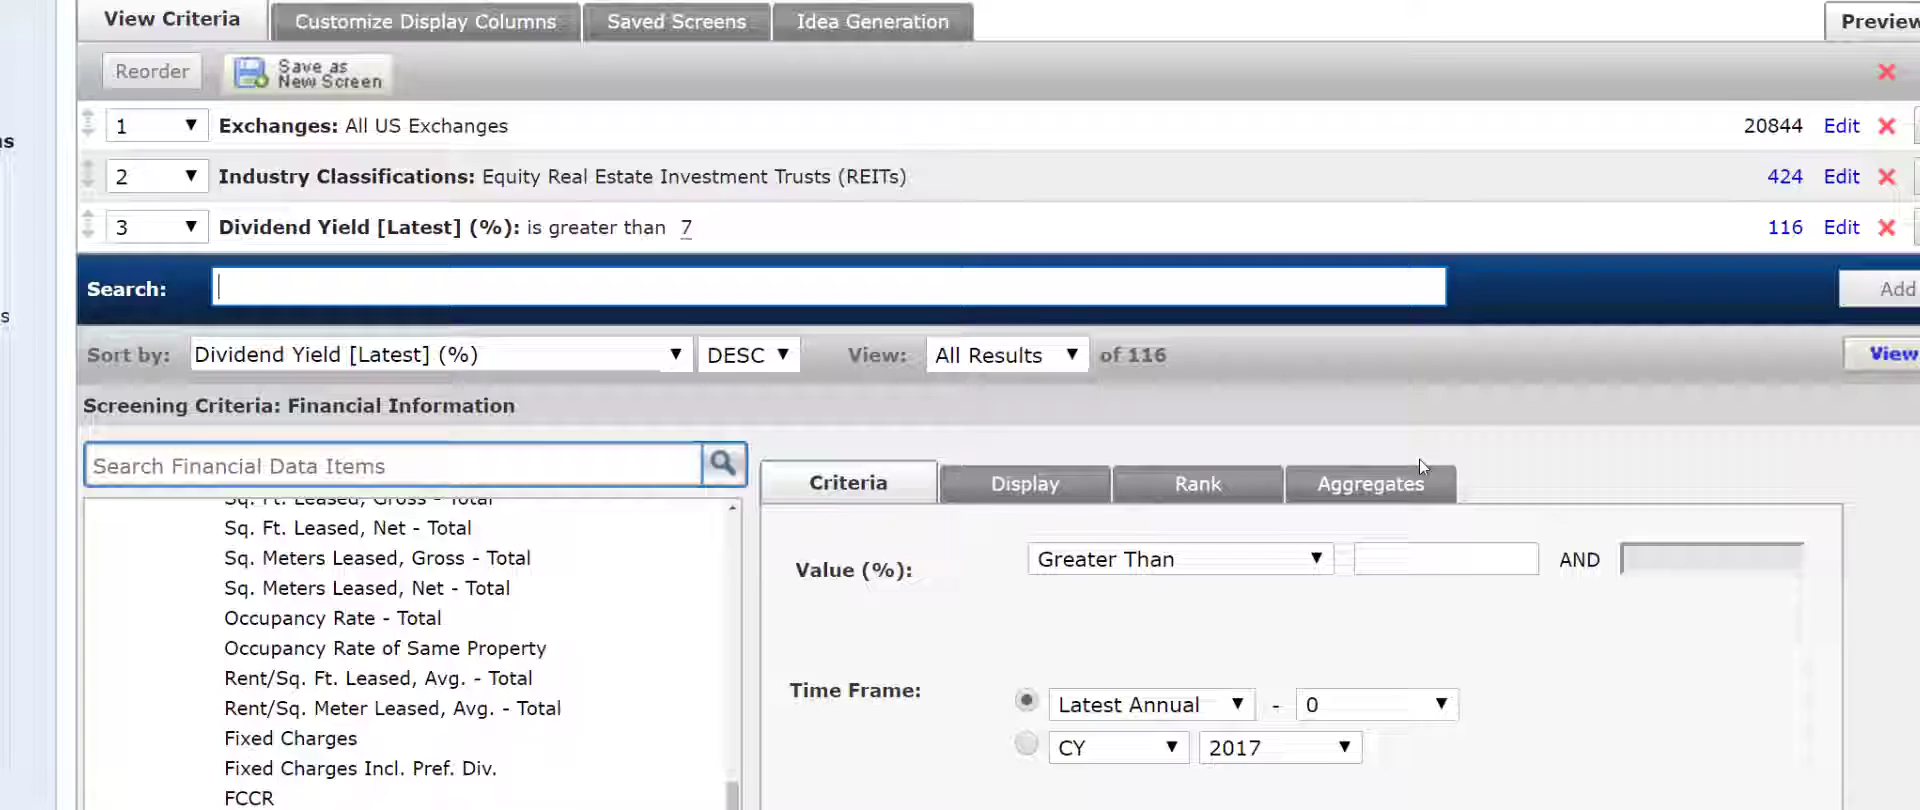 View Criteria Customize Display Columns Saved Screens Idea Generation Preview
Reorder Save as New Screen
1 Exchanges: All US Exchanges 20844 Edit
2 Industry Classifications: Equity Real Estate Investment Trusts (REITs) 424 Edit
3 Dividend Yield [Latest] (%): is greater than 7 116 Edit
Search: Add
Sort by: Dividend Yield [Latest] (%) DESC View: All Results of 116 View
Screening Criteria: Financial Information
Search Financial Data Items
Criteria Display Rank Aggregates
Sq. Ft. Leased, Gross - Total
Sq. Ft. Leased, Net - Total
Sq. Meters Leased, Gross - Total
Sq. Meters Leased, Net - Total
Occupancy Rate - Total
Occupancy Rate of Same Property
Rent/Sq. Ft. Leased, Avg. - Total
Rent/Sq. Meter Leased, Avg. - Total
Fixed Charges
Fixed Charges Incl. Pref. Div.
FCCR
Value (%): Greater Than AND
Time Frame: Latest Annual - 0
CY 2017